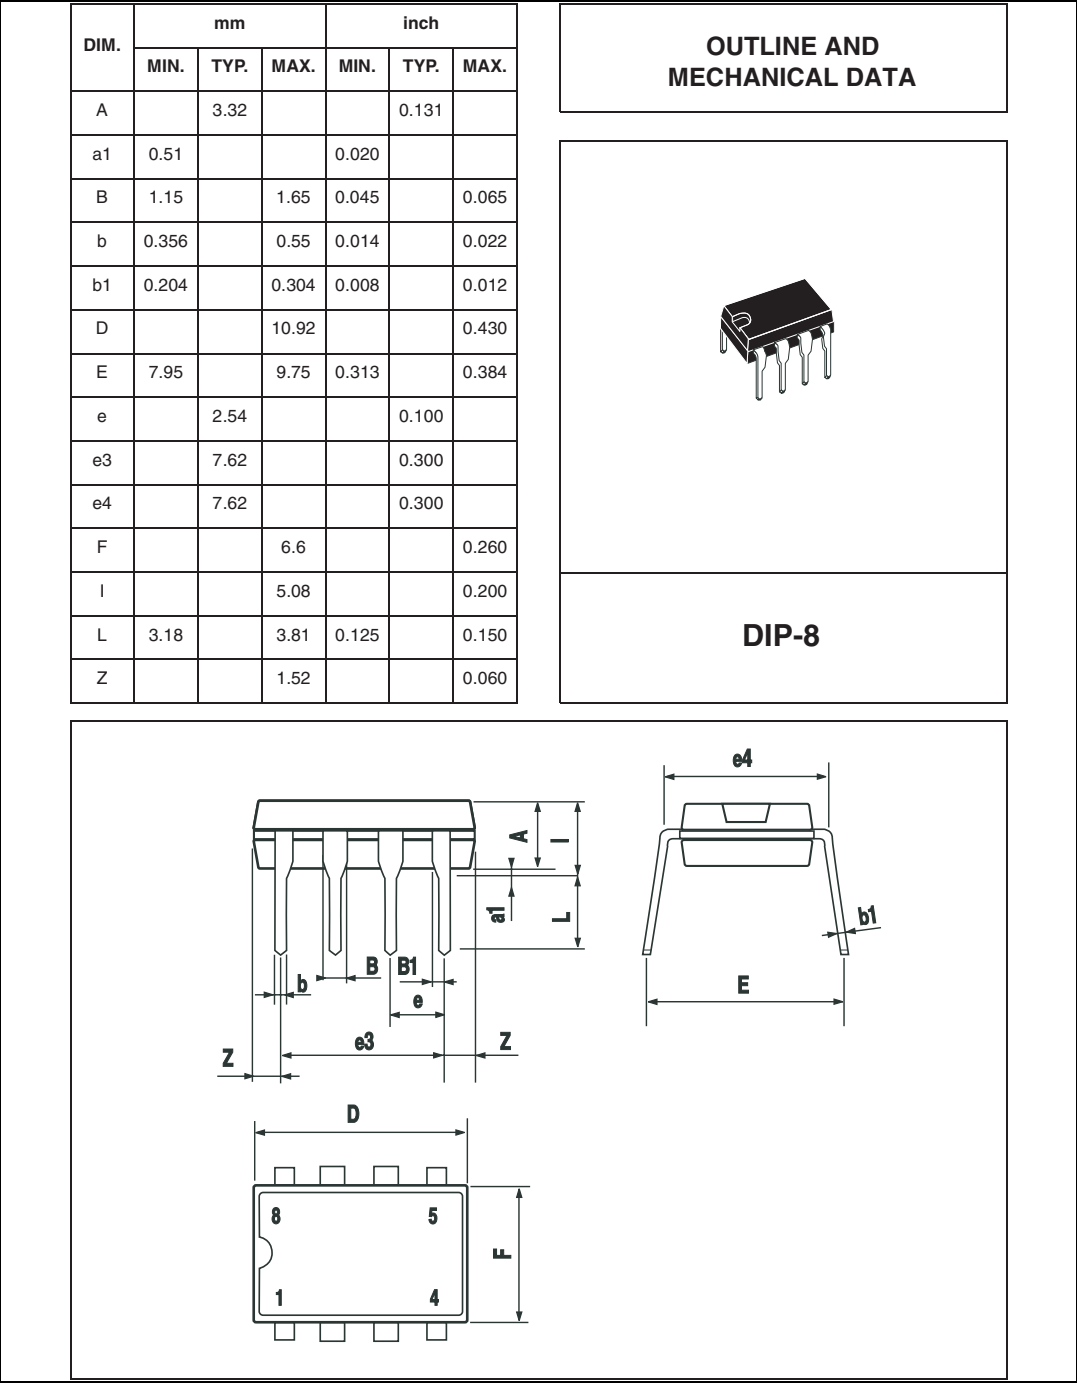 DIM. mm inch
MIN. TYP. MAX. MIN. TYP. MAX.
A 3.32 0.131
a1 0.51 0.020
B 1.15 1.65 0.045 0.065
b 0.356 0.55 0.014 0.022
b1 0.204 0.304 0.008 0.012
D 10.92 0.430
E 7.95 9.75 0.313 0.384
e 2.54 0.100
e3 7.62 0.300
e4 7.62 0.300
F 6.6 0.260
I 5.08 0.200
L 3.18 3.81 0.125 0.150
Z 1.52 0.060
OUTLINE AND
MECHANICAL DATA
DIP-8
e4
A I
a1 L
b1
b B B1
e
E
e3
Z Z
D
8 5
F
1 4